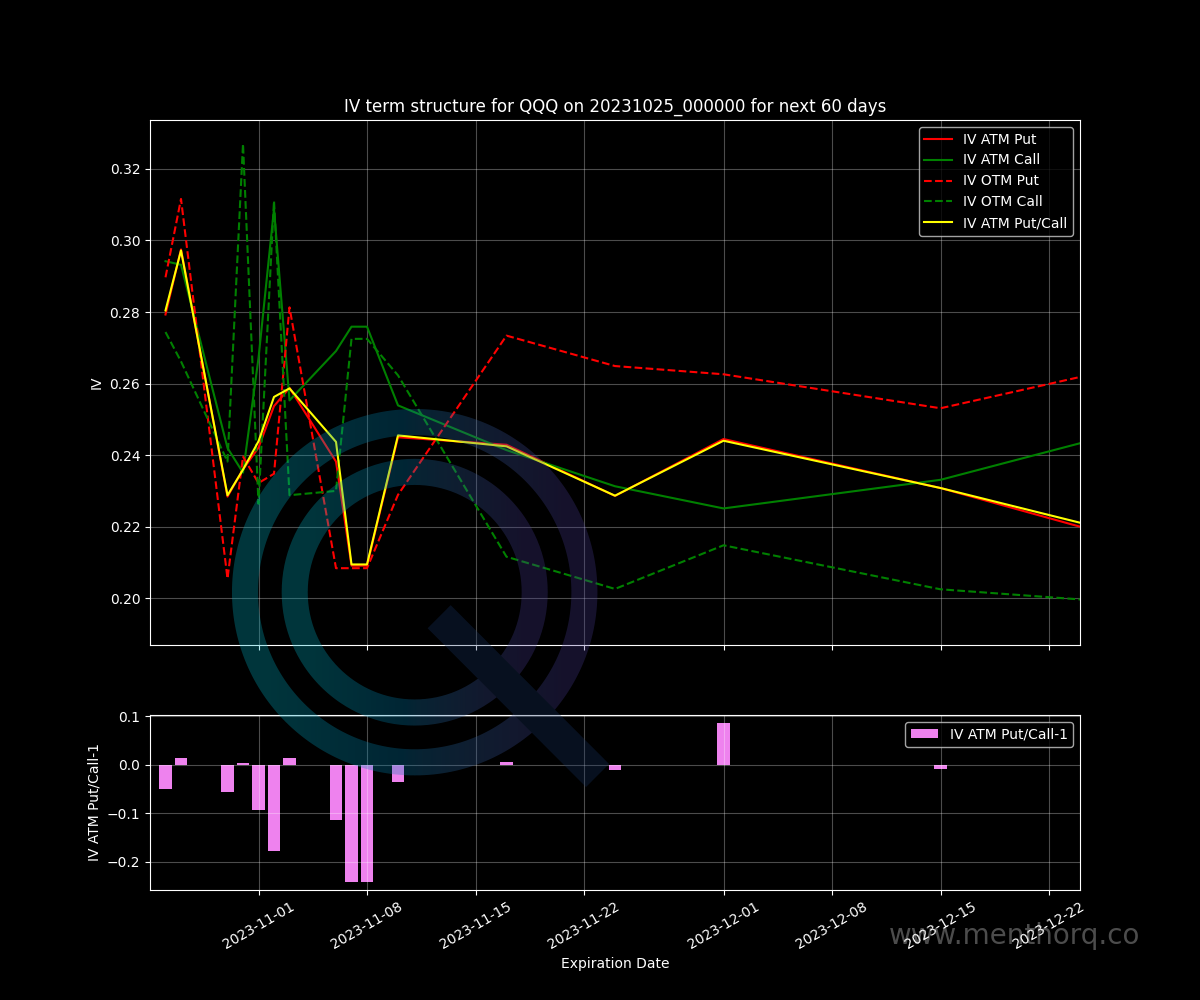 IV term structure for QQQ on 20231025_000000 for next 60 days
IV ATM Put
IV ATM Call
IV OTM Put
IV OTM Call
IV ATM Put/Call
0.32
0.30
0.28
0.26
0.24
0.22
0.20
IV
IV ATM Put/Call-1
0.1
0.0
−0.1
−0.2
IV ATM Put/Call-1
2023-11-01
2023-11-08
2023-11-15
2023-11-22
2023-12-01
2023-12-08
2023-12-15
2023-12-22
www.menthorq.co
Expiration Date